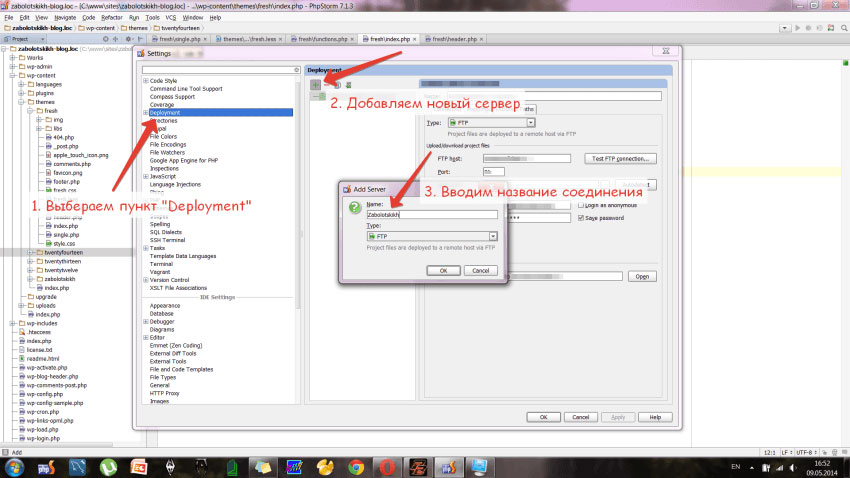 zabolotskikh-blog.loc [C:\www\sites\zabolotskikh-blog.loc] - ...\wp-content\themes\fresh\index.php - PhpStorm 7.1.3
File Edit View Navigate Code Refactor Run Tools VCS Window Help
zabolotskikh-blog.loc wp-content themes twentyfourteen
Project
fresh\single.php themes\...\fresh.less fresh\functions.php fresh\index.php fresh\header.php
zabolotskikh-blog.loc
Works
wp-admin
wp-content
languages
plugins
themes
fresh
img
libs
404.php
_post.php
apple_touch_icon.png
comments.php
favicon.png
footer.php
fresh.css
header.php
index.php
single.php
style.css
twentyfourteen
twentythirteen
twentytwelve
zabolotskikh
index.php
upgrade
uploads
index.php
wp-includes
.htaccess
index.php
license.txt
readme.html
wp-activate.php
wp-blog-header.php
wp-comments-post.php
wp-config.php
wp-config-sample.php
wp-cron.php
wp-links-opml.php
wp-load.php
wp-login.php
Settings
Code Style
Command Line Tool Support
Compass Support
Coverage
Deployment
Directories
File Colors
File Encodings
File Watchers
Google App Engine for PHP
Inspections
JavaScript
Language Injections
Spelling
SQL Dialects
SSH Terminal
Tasks
Template Data Languages
Terminal
Vagrant
Version Control
XSLT File Associations
IDE Settings
Appearance
Database
Debugger
Diagrams
Editor
Emmet (Zen Coding)
External Diff Tools
External Tools
File and Code Templates
File Types
General
HTTP Proxy
Images
1. Выбераем пункт "Deployment"
Deployment
2. Добавляем новый сервер
Type: FTP
Project files are deployed to a remote host via FTP
Upload/download project files
FTP host:
Test FTP connection...
Port:
3. Вводим название соединения
Login as anonymous
Save password
Open
Add Server
Name:
Zabolotskikh
Type:
FTP
Project files are deployed to a remote host via FTP
OK Cancel
OK Cancel Apply Help
Add
12:1 LF UTF-8
EN
16:52
09.05.2014